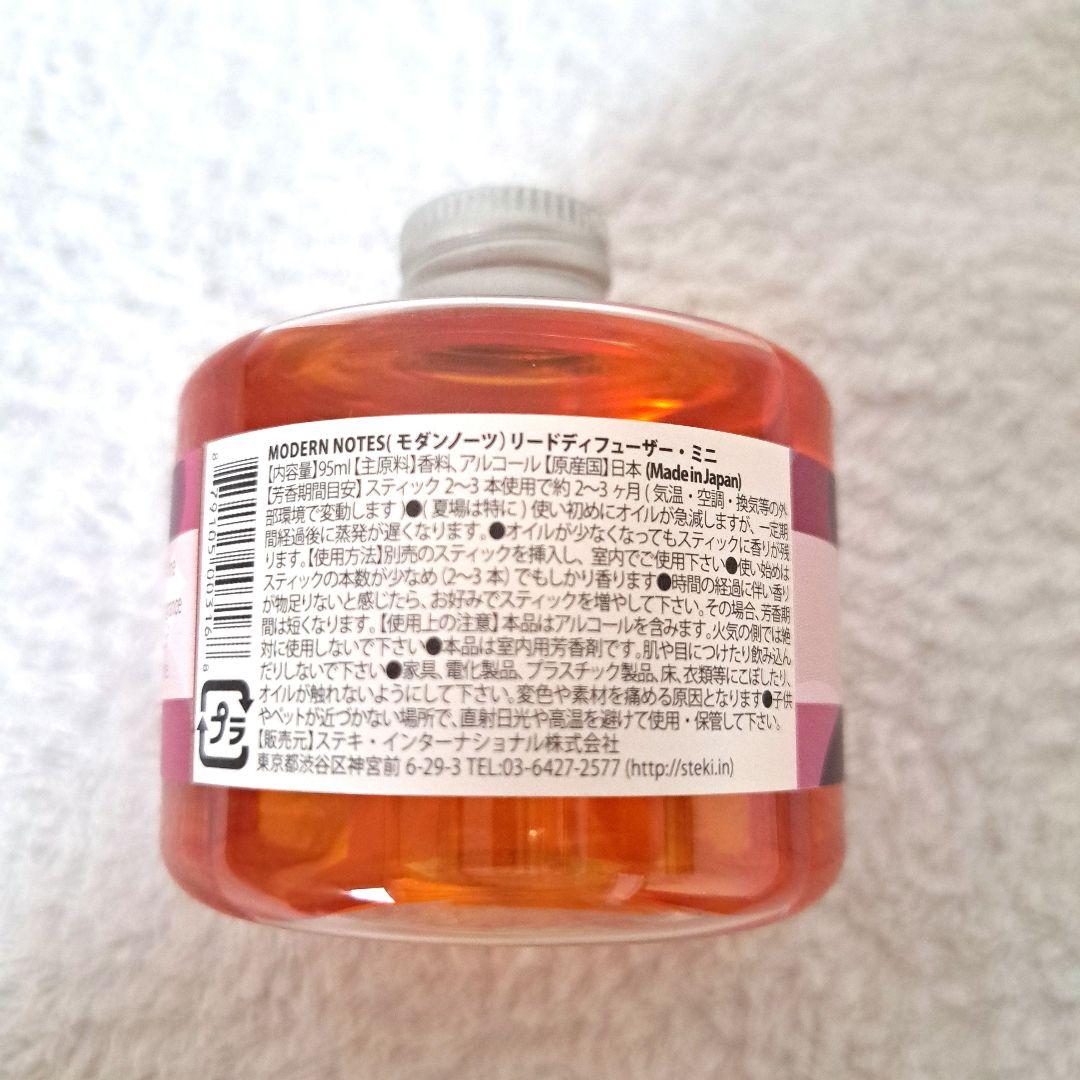 MODERN NOTES(モダンノーツ)リードディフューザー・ミニ
【内容量】95ml【主原料】香料、アルコール【原産国】日本 (Made in Japan)
【芳香期間目安】スティック 2〜3 本使用で約 2〜3 ヶ月 ( 気温・空調・換気等の外
部環境で変動します )●( 夏場は特に ) 使い初めにオイルが急減しますが、一定期
間経過後に蒸発が遅くなります。●オイルが少なくなってもスティックに香りが残
ります。【使用方法】別売のスティックを挿入し、室内でご使用下さい●使い始めは
スティックの本数が少なめ (2〜3 本) でもしかり香ります●時間の経過に伴い香り
が物足りないと感じたら、お好みでスティックを増やして下さい。その場合、芳香期
間は短くなります。【使用上の注意】本品はアルコールを含みます。火気の側では絶
対に使用しないで下さい●本品は室内用芳香剤です。肌や目につけたり飲み込ん
だりしないで下さい●家具、電化製品、プラスチック製品、床、衣類等にこぼしたり、
オイルが触れないようにして下さい。変色や素材を痛める原因となります●子供
やペットが近づかない場所で、直射日光や高温を避けて使用・保管して下さい。
【販売元】ステキ・インターナショナル株式会社
東京都渋谷区神宮前 6-29-3 TEL:03-6427-2577 (http://steki.in)
8 79105 00316 8
プラ